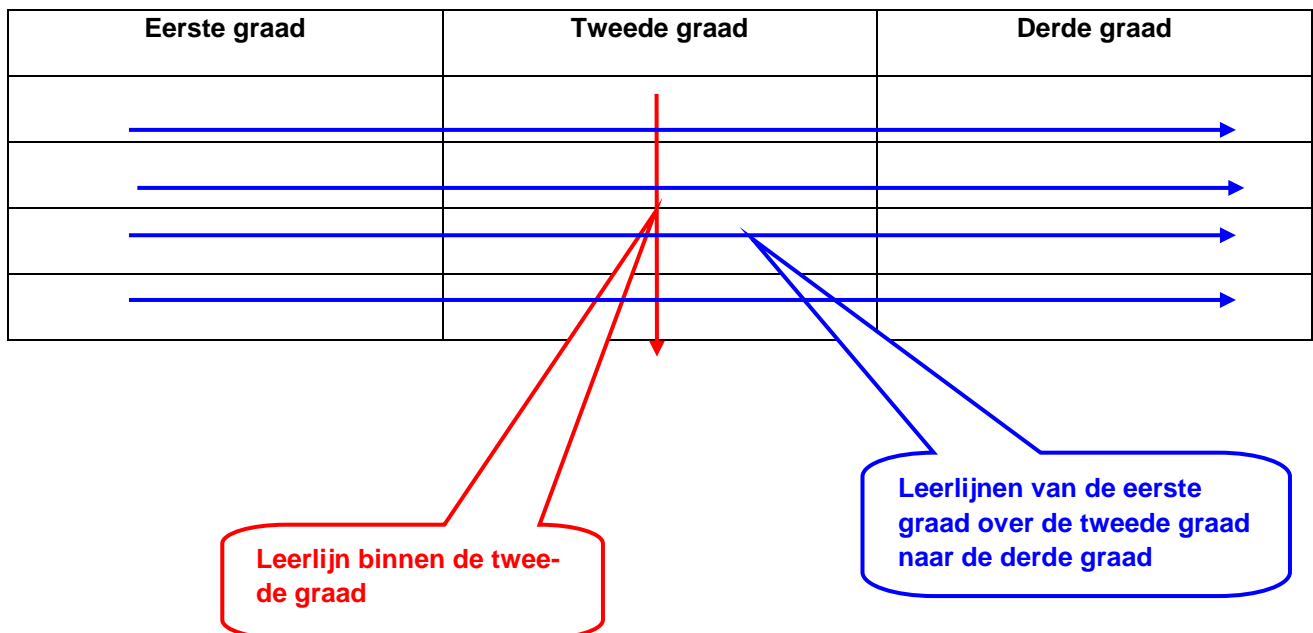 Eerste graad Tweede graad Derde graad
Leerlijnen van de eerste
graad over de tweede graad
naar de derde graad
Leerlijn binnen de twee-
de graad